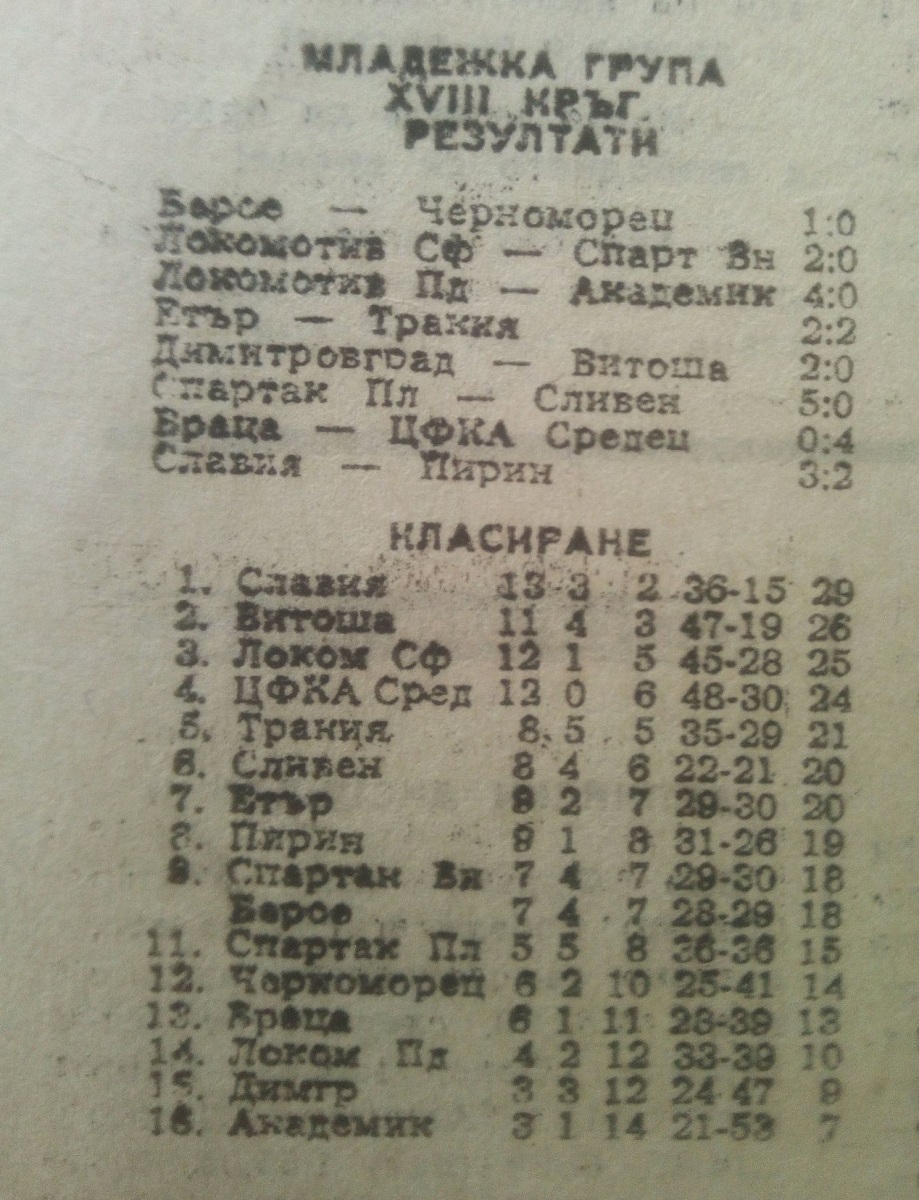 МЛАДЕЖКА ГРУПА
XVIII КРЪГ
РЕЗУЛТАТИ
Берое — Черноморец 1:0
Локомотив Сф — Спарт Вн 2:0
Локомотив Пд — Академик 4:0
Етър — Тракия 2:2
Димитровград — Витоша 2:0
Спартак Пл — Сливен 5:0
Враца — ЦФКА Средец 0:4
Славия — Пирин 3:2
КЛАСИРАНЕ
1. Славия 13 3 2 36-15 29
2. Витоша 11 4 3 47-19 26
3. Локом Сф 12 1 5 45-28 25
4. ЦФКА Сред 12 0 6 48-30 24
5. Тракия 8 5 5 35-29 21
6. Сливен 8 4 6 22-21 20
7. Етър 9 2 7 29-30 20
8. Пирин 9 1 8 31-26 19
9. Спартак Вн 7 4 7 29-30 18
Берое 7 4 7 28-29 18
11. Спартак Пл 5 5 8 36-36 15
12. Черноморец 6 2 10 25-41 14
13. Враца 6 1 11 28-39 13
14. Локом Пд 4 2 12 33-39 10
15. Димтр 3 3 12 24-47 9
16. Академик 3 1 14 21-53 7